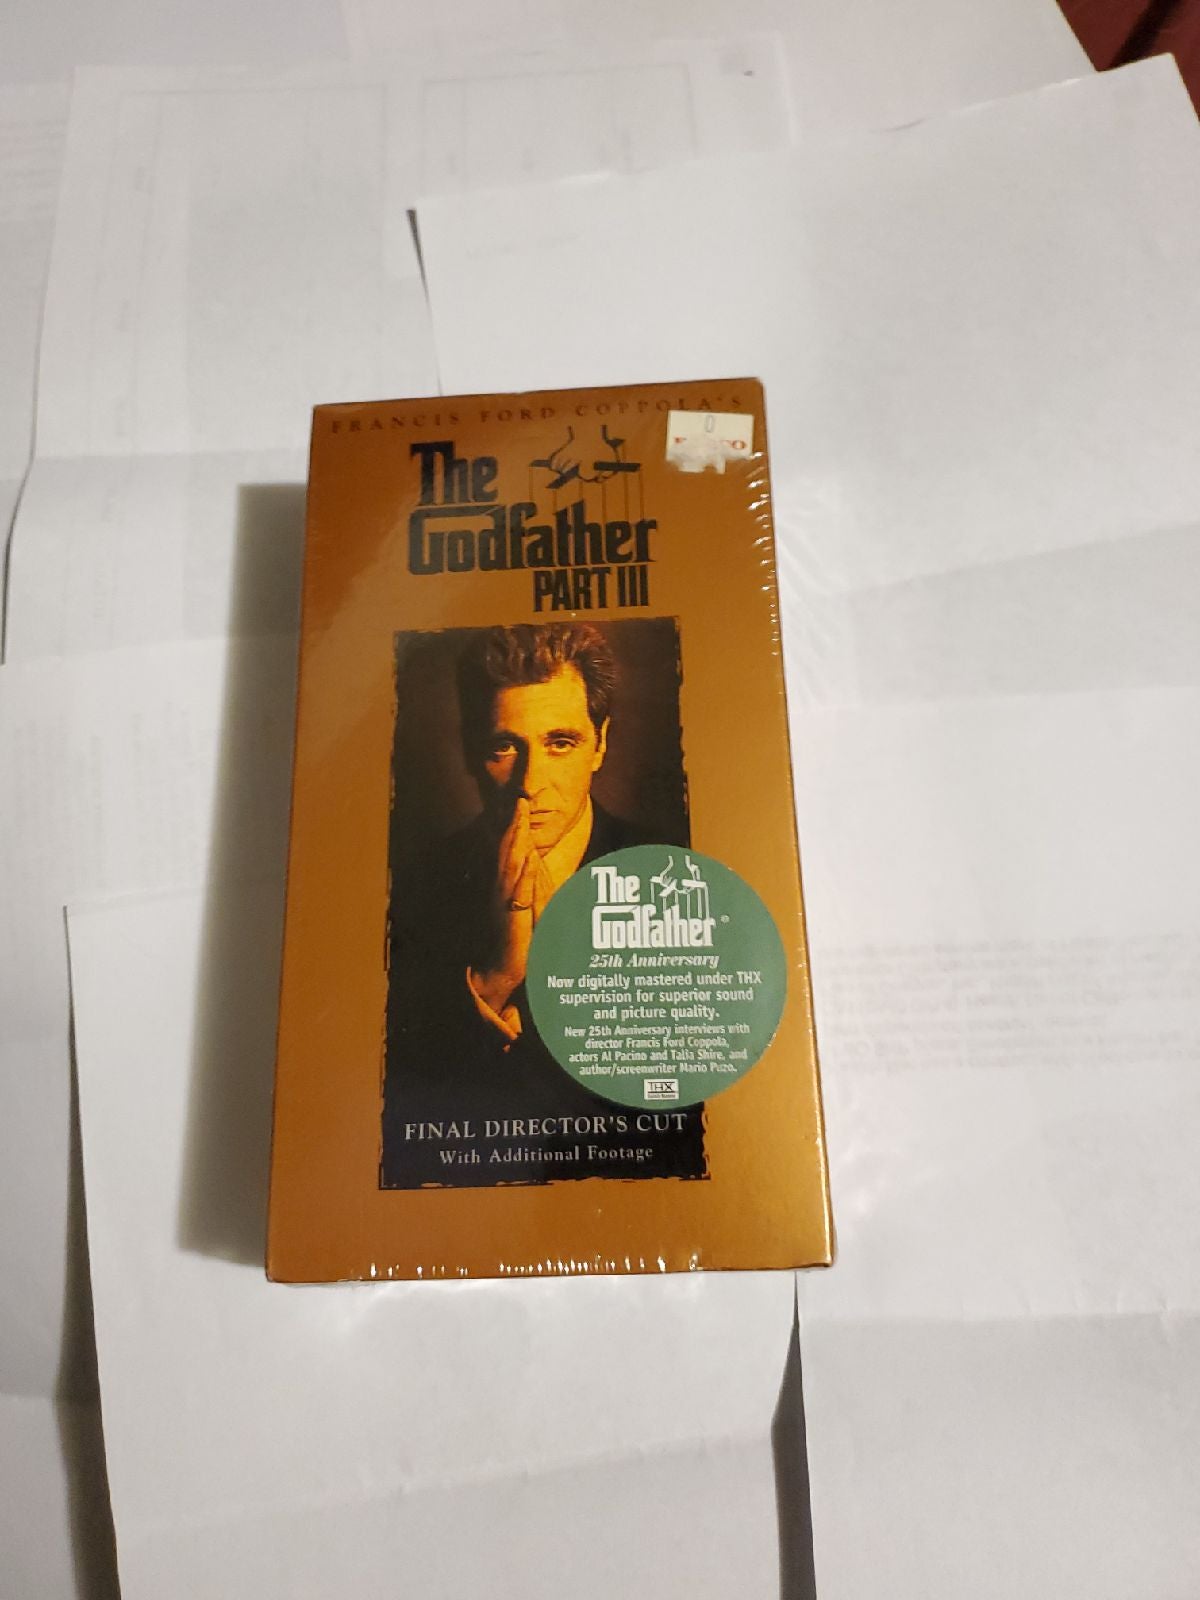 FRANCIS FORD COPPOLA'S
0
The
Godfather
PART III
The
Godfather®
25th Anniversary
Now digitally mastered under THX
supervision for superior sound
and picture quality.
New 25th Anniversary interviews with
director Francis Ford Coppola,
actors Al Pacino and Talia Shire, and
author/screenwriter Mario Puzo.
THX
FINAL DIRECTOR'S CUT
With Additional Footage